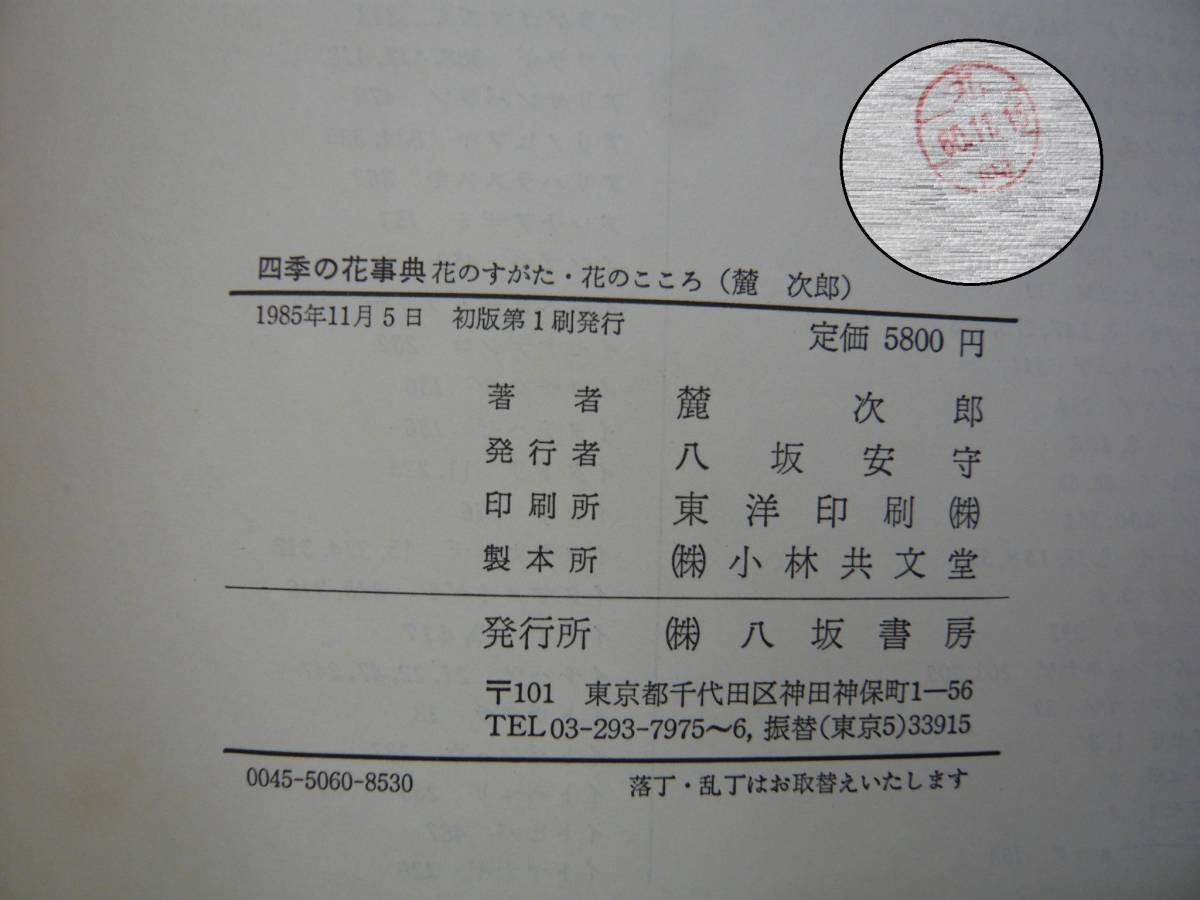 60.11.15
四季の花事典 花のすがた・花のこころ（麓　次郎）
1985年11月5日　初版第1刷発行　定価 5800 円
著者　麓　次　郎
発行者　八　坂　安　守
印刷所　東　洋　印　刷　㈱
製本所　㈱　小　林　共　文　堂
発行所　㈱　八　坂　書　房
〒101　東京都千代田区神田神保町1―56
TEL 03-293-7975〜6, 振替(東京5)33915
0045-5060-8530　落丁・乱丁はお取替えいたします